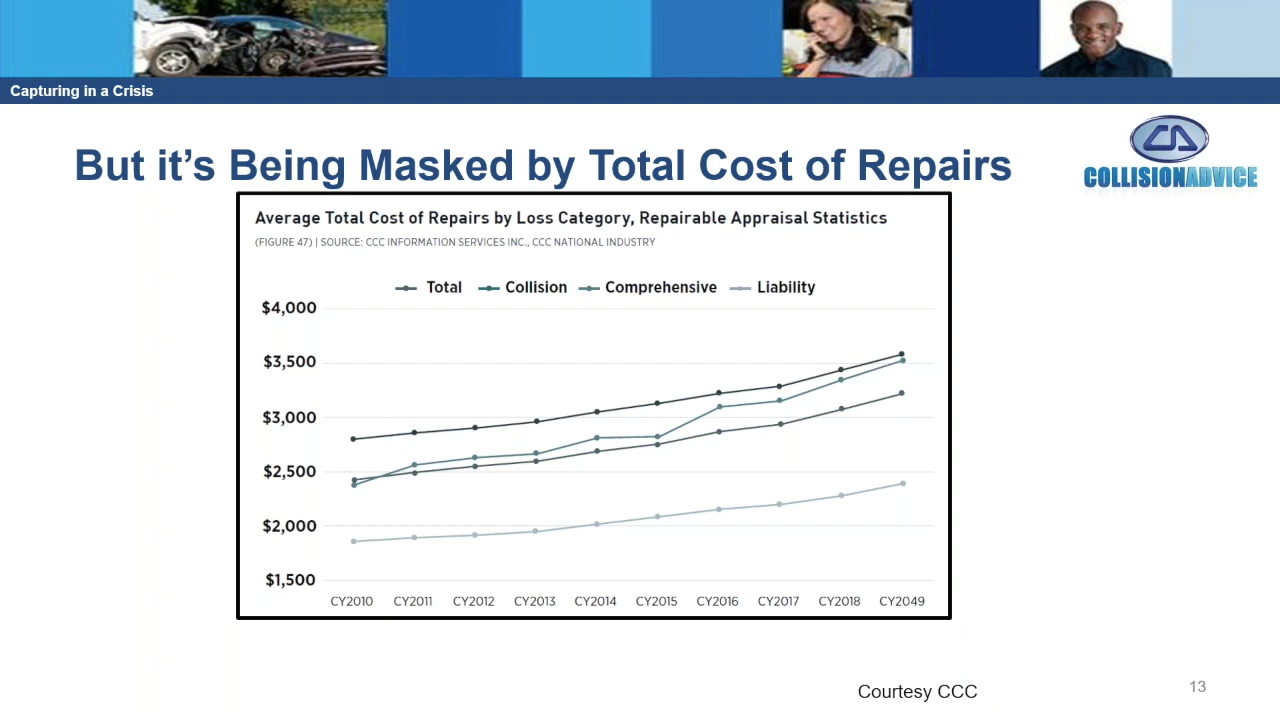 Capturing in a Crisis
But it's Being Masked by Total Cost of Repairs
COLLISIONADVICE
Average Total Cost of Repairs by Loss Category, Repairable Appraisal Statistics
(FIGURE 47) | SOURCE: CCC INFORMATION SERVICES INC., CCC NATIONAL INDUSTRY
Total Collision Comprehensive Liability
$4,000
$3,500
$3,000
$2,500
$2,000
$1,500
CY2010 CY2011 CY2012 CY2013 CY2014 CY2015 CY2016 CY2017 CY2018 CY2049
Courtesy CCC
13